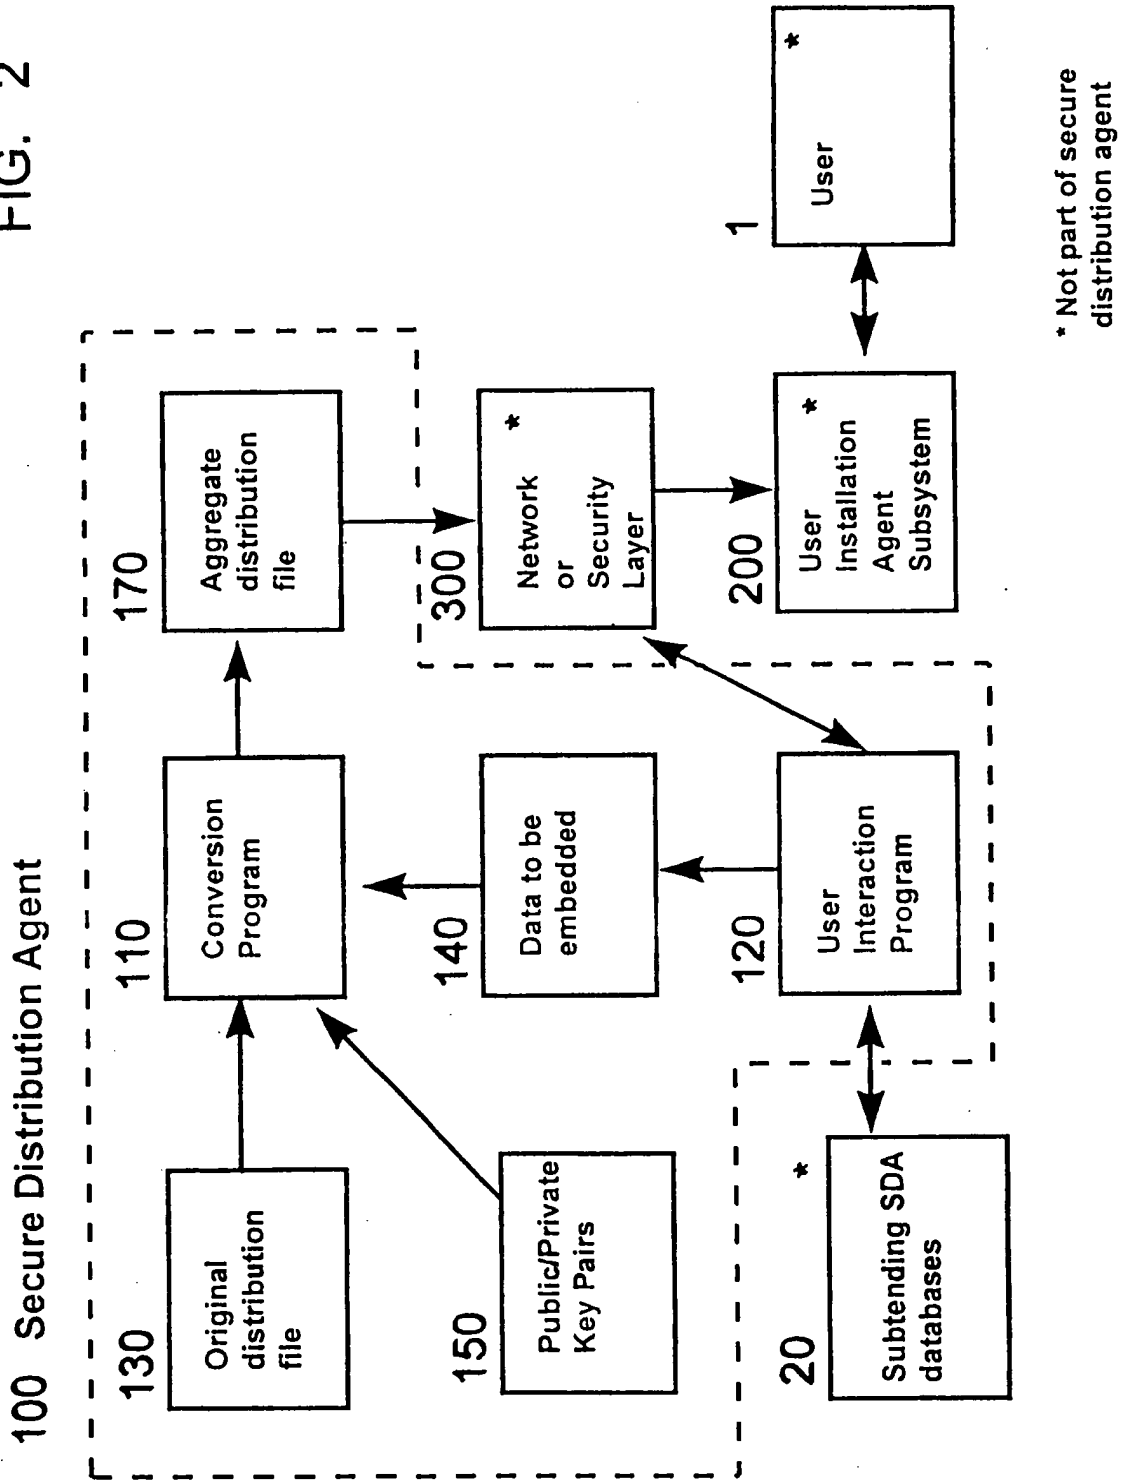 FIG. 2
100 Secure Distribution Agent
130
Original
distribution
file
110
Conversion
Program
170
Aggregate
distribution
file
150
Public/Private
Key Pairs
140
Data to be
embedded
300
Network *
or
Security
Layer
20
*
Subtending SDA
databases
120
User
Interaction
Program
200
User *
Installation
Agent
Subsystem
1
User *
* Not part of secure
distribution agent